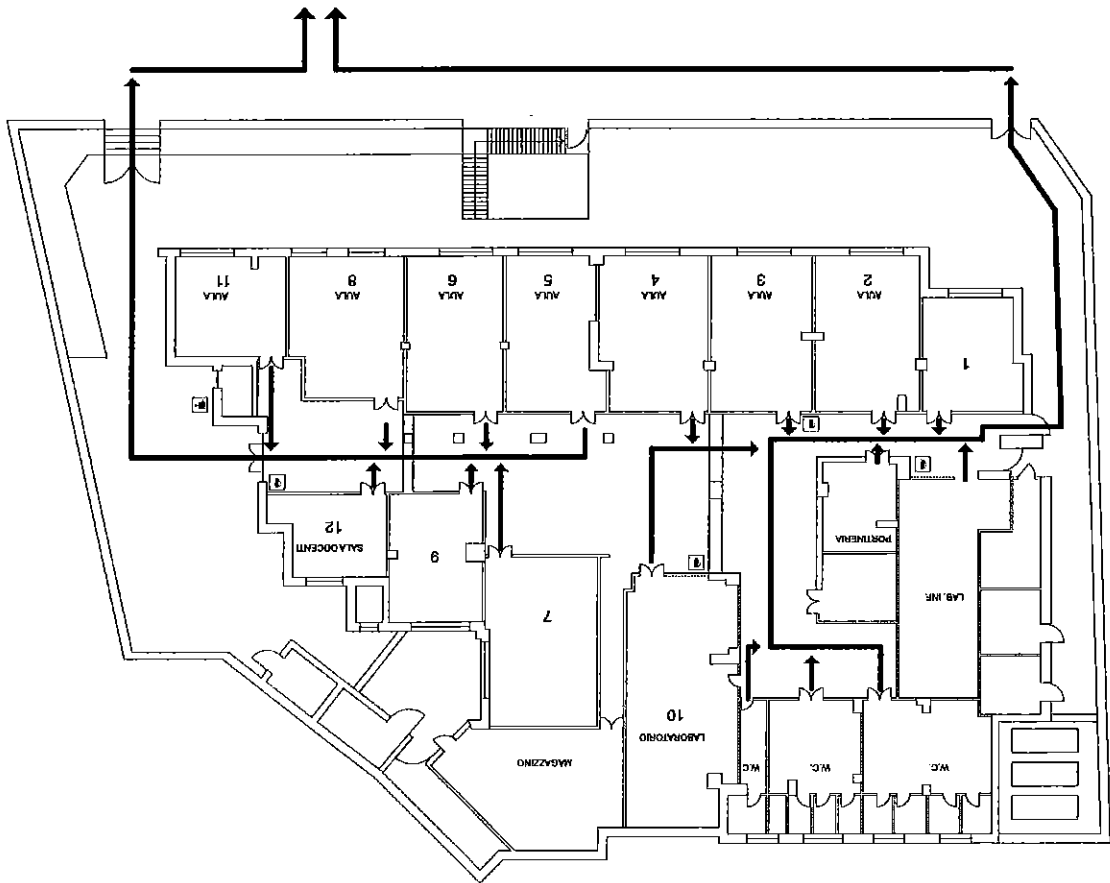 W.C.
W.C.
W.C.
LABORATORIO
10
MAGAZZINO
LAB. INF.
PORTINERIA
7
9
SALA DOCENTI
12
1
AULA
2
AULA
3
AULA
4
AULA
5
AULA
6
AULA
8
AULA
11